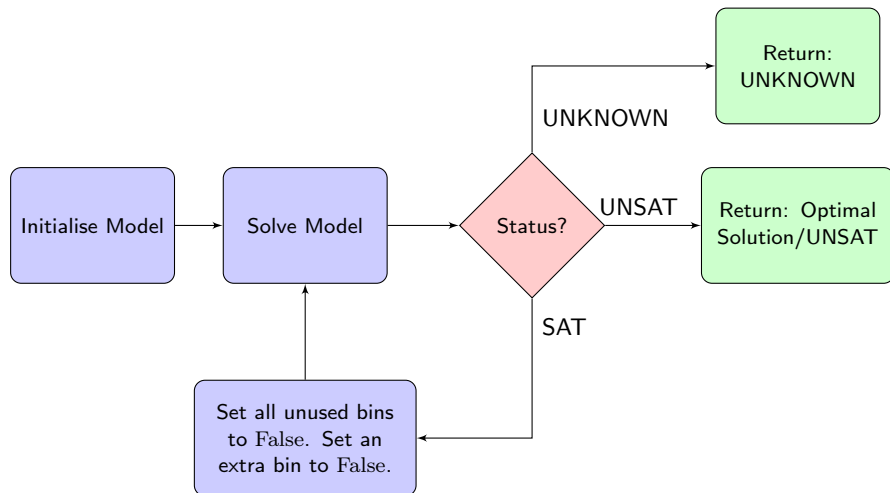 Return:
UNKNOWN
UNKNOWN
Initialise Model
Solve Model
Status?
UNSAT
Return: Optimal
Solution/UNSAT
SAT
Set all unused bins
to False. Set an
extra bin to False.